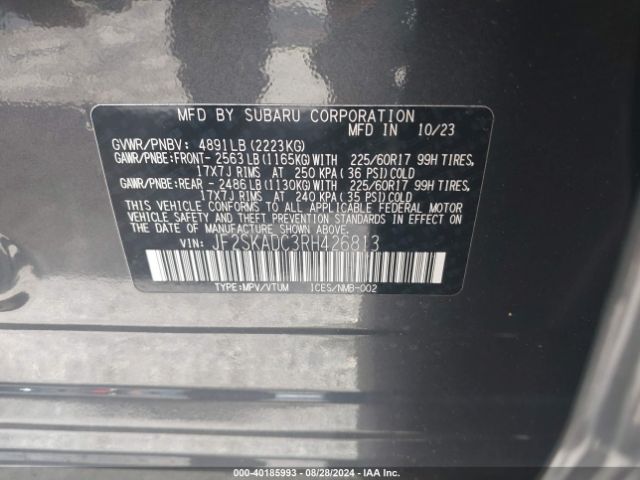 MFD BY SUBARU CORPORATION
MFD IN 10/23
GVWR/PNBV: 4891LB (2223KG)
GAWR/PNBE:FRONT- 2563LB (1165KG) WITH 225/60R17 99H TIRES,
17X7J RIMS AT 250 KPA (36 PSI) COLD
GAWR/PNBE:REAR - 2486LB (1130KG) WITH 225/60R17 99H TIRES,
17X7J RIMS AT 240 KPA (35 PSI) COLD
THIS VEHICLE CONFORMS TO ALL APPLICABLE FEDERAL MOTOR
VEHICLE SAFETY AND THEFT PREVENTION STANDARDS IN EFFECT ON
THE DATE OF MANUFACTURE SHOWN ABOVE.
VIN: JF2SKADC3RH426813
TYPE:MPV/VTUM ICES/NMB-002
000-40185993 - 08/28/2024 - IAA Inc.